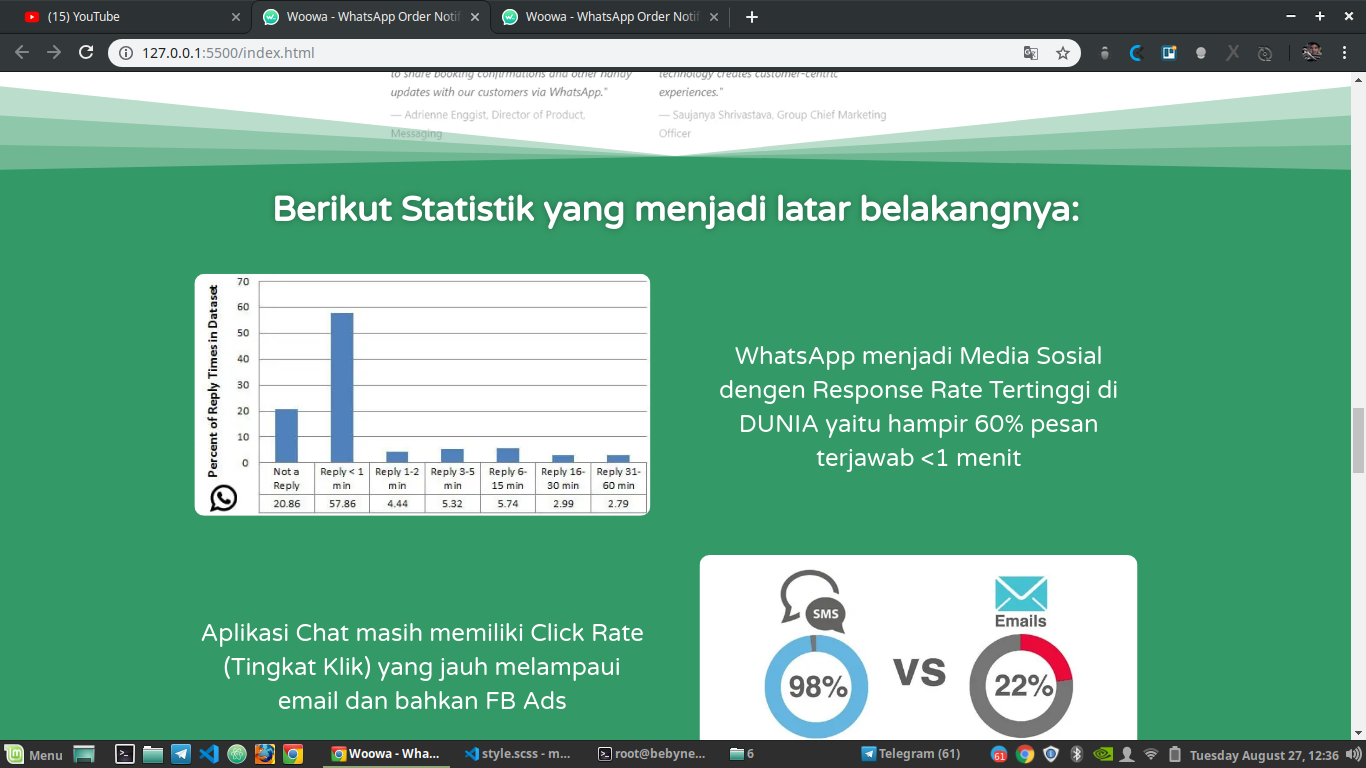 (15) YouTube
Woowa - WhatsApp Order Notif
Woowa - WhatsApp Order Notif
127.0.0.1:5500/index.html
to share booking confirmations and other handy
updates with our customers via WhatsApp."
— Adrienne Enggist, Director of Product,
Messaging
technology creates customer-centric
experiences."
— Saujanya Shrivastava, Group Chief Marketing
Officer
Berikut Statistik yang menjadi latar belakangnya:
Percent of Reply Times in Dataset
70
60
50
40
30
20
10
0
Not a Reply Reply < 1 min Reply 1-2 min Reply 3-5 min Reply 6-15 min Reply 16-30 min Reply 31-60 min
20.86 57.86 4.44 5.32 5.74 2.99 2.79
WhatsApp menjadi Media Sosial
dengen Response Rate Tertinggi di
DUNIA yaitu hampir 60% pesan
terjawab <1 menit
Aplikasi Chat masih memiliki Click Rate
(Tingkat Klik) yang jauh melampaui
email dan bahkan FB Ads
SMS
Emails
98%
VS
22%
Menu
Woowa - Wha...
style.scss - m...
root@bebyne...
6
Telegram (61)
61
Tuesday August 27, 12:36